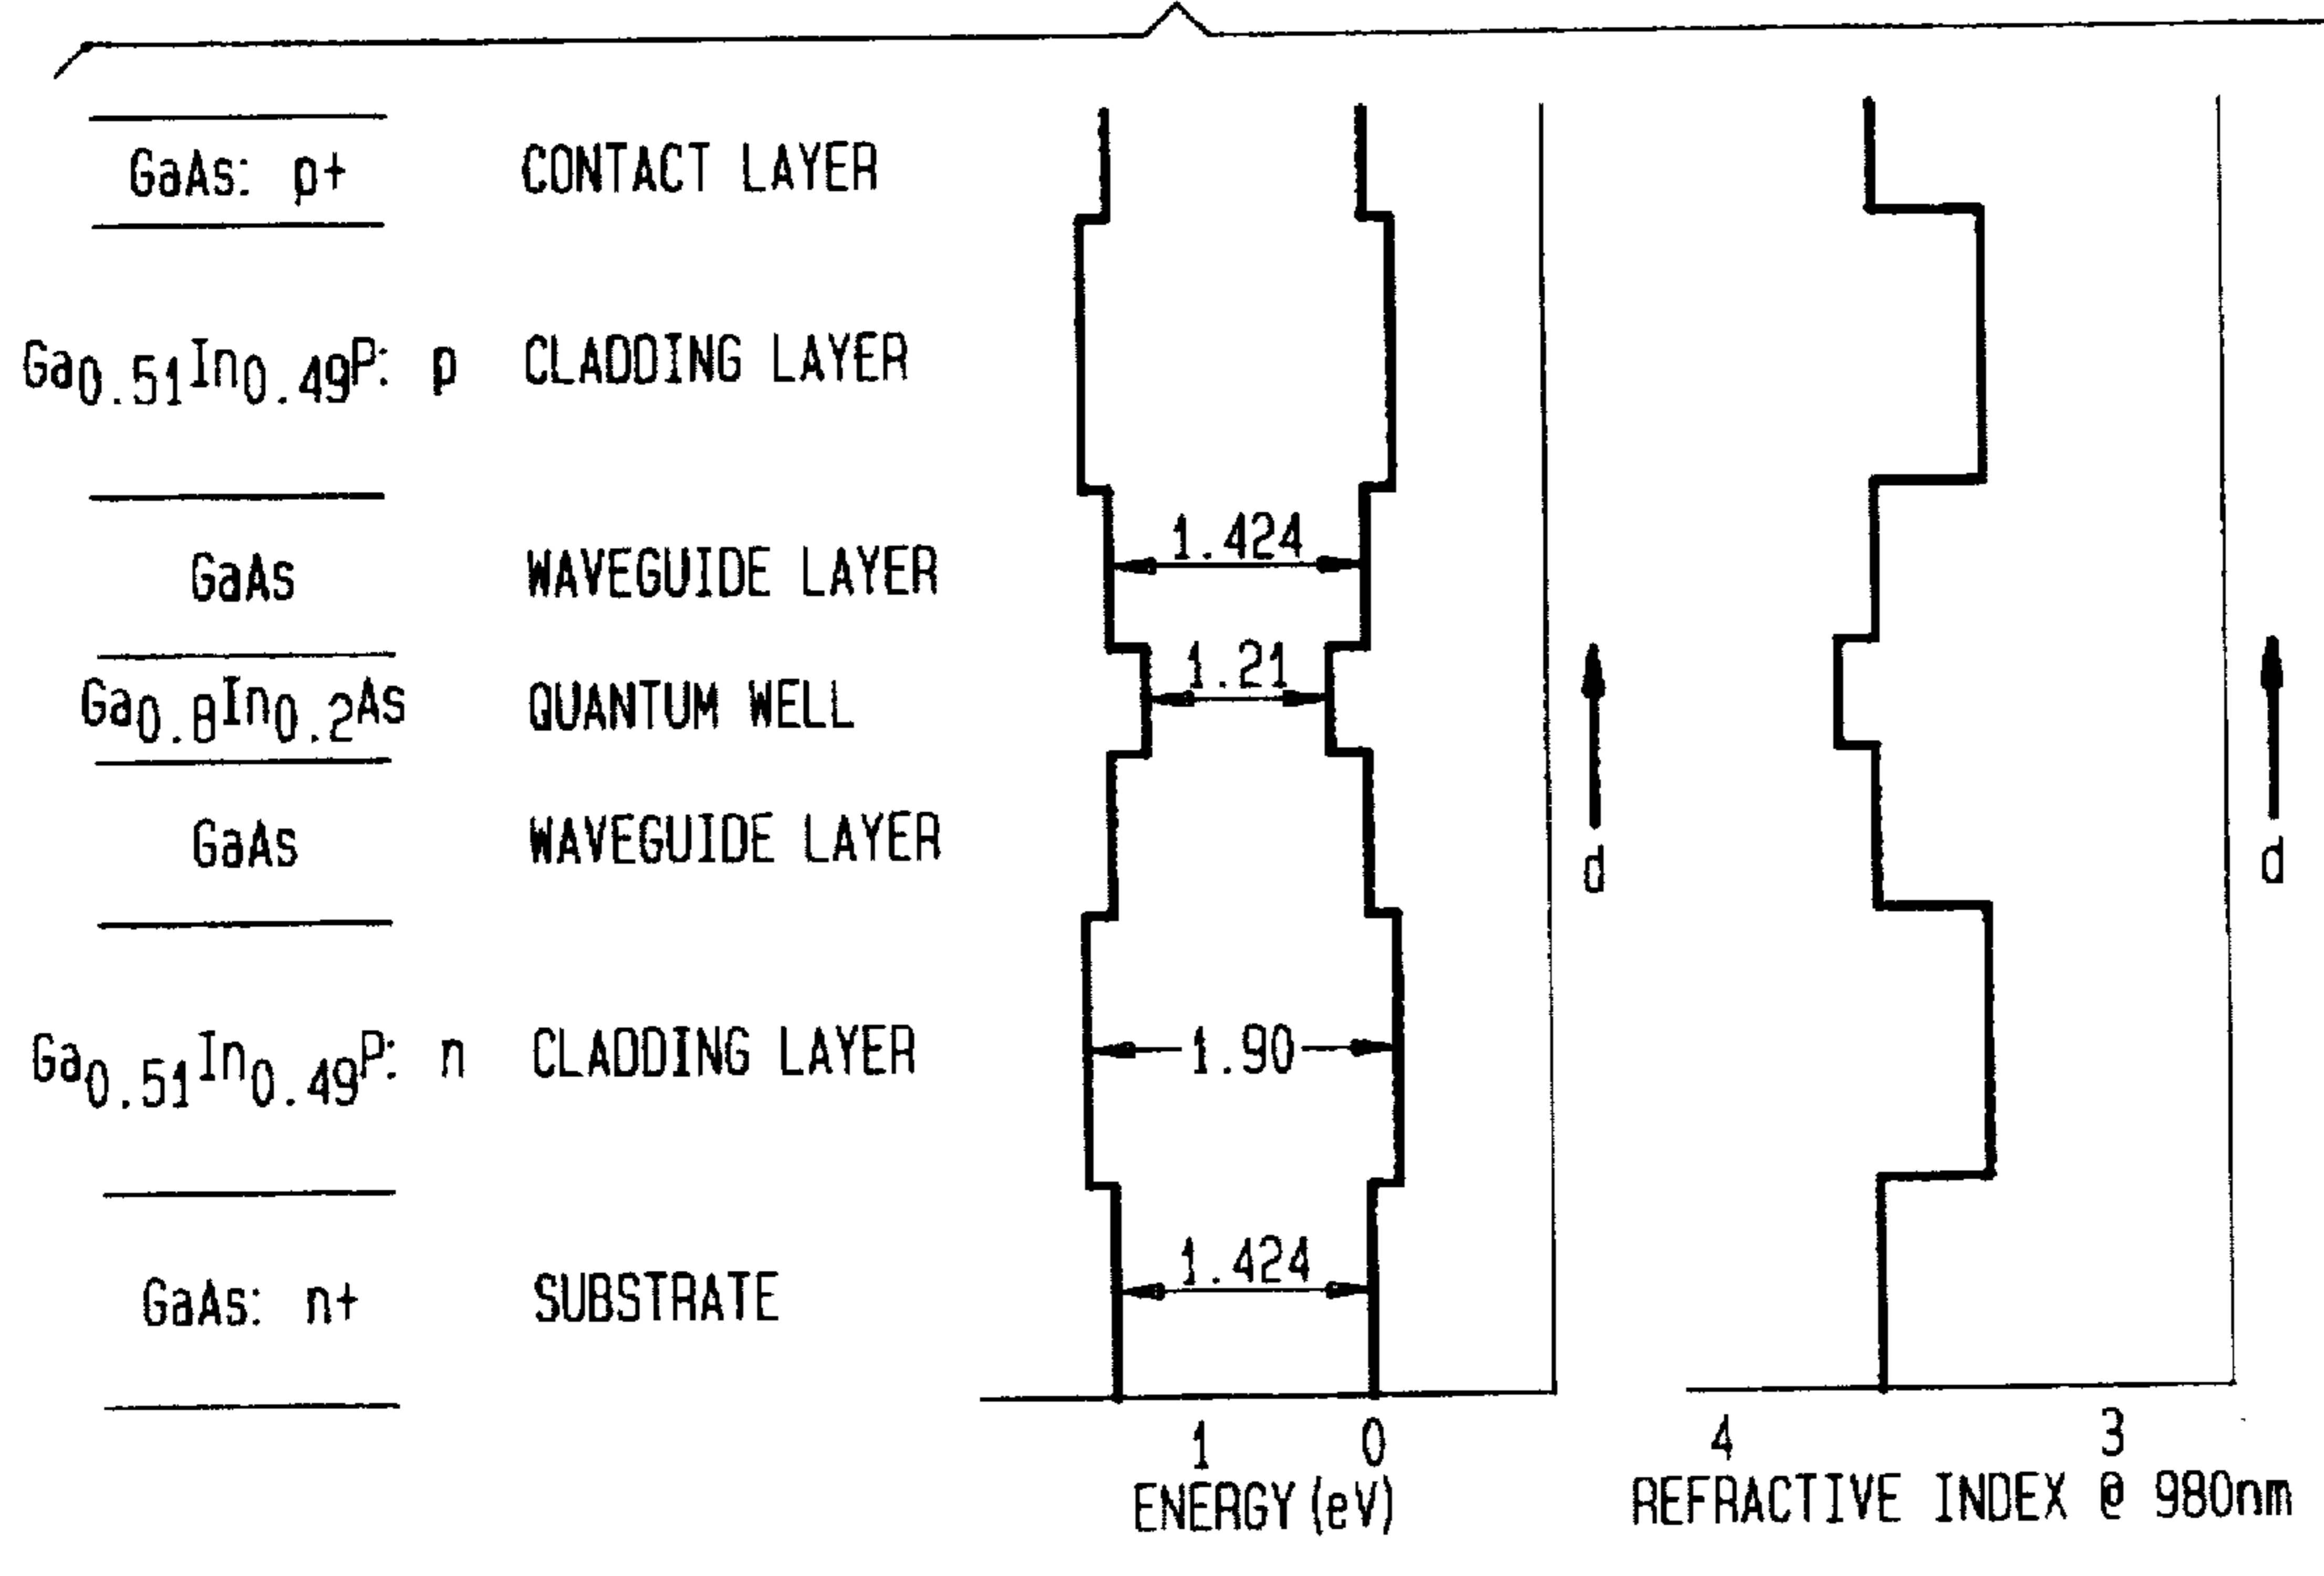 GaAs: p+ CONTACT LAYER
Ga0.51In0.49P: p CLADDING LAYER
1.424
GaAs WAVEGUIDE LAYER
1.21
Ga0.8In0.2As QUANTUM WELL
GaAs WAVEGUIDE LAYER
d
d
Ga0.51In0.49P: n CLADDING LAYER
1.90
1.424
GaAs: n+ SUBSTRATE
1 0
4 3
ENERGY (eV)
REFRACTIVE INDEX @ 980nm